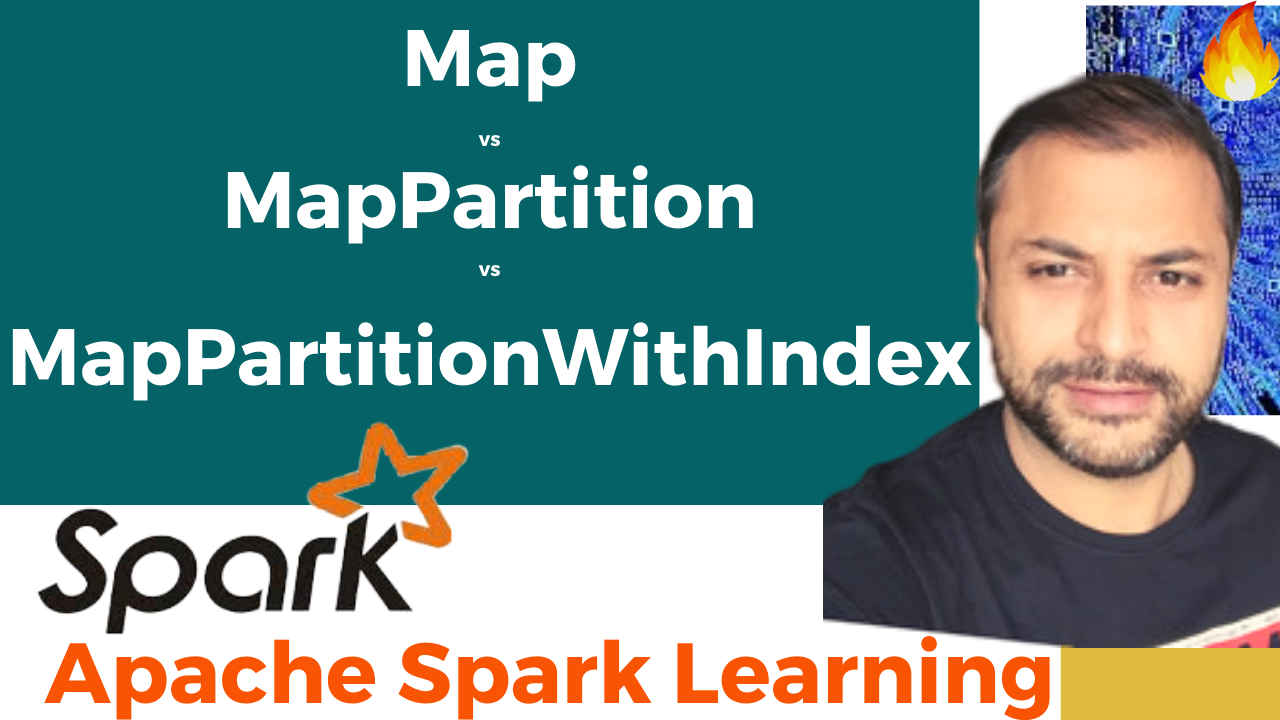 Map
vs
MapPartition
vs
MapPartitionWithIndex
Spark
Apache Spark Learning